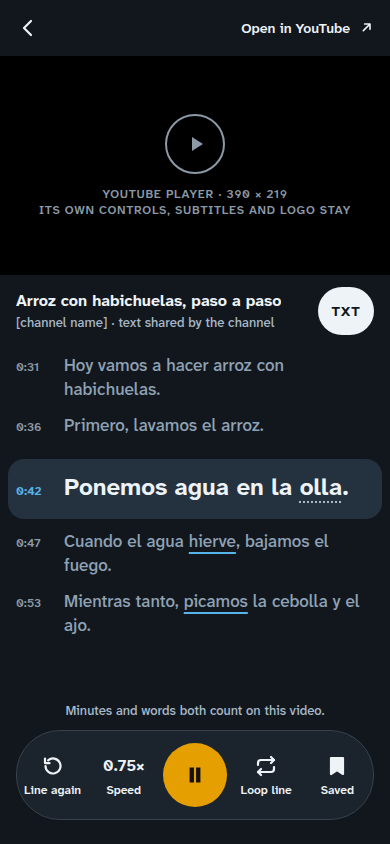 Open in YouTube
YOUTUBE PLAYER · 390 × 219
ITS OWN CONTROLS, SUBTITLES AND LOGO STAY
Arroz con habichuelas, paso a paso
[channel name] · text shared by the channel
TXT
0:31 Hoy vamos a hacer arroz con
habichuelas.
0:36 Primero, lavamos el arroz.
0:42 Ponemos agua en la olla.
0:47 Cuando el agua hierve, bajamos el
fuego.
0:53 Mientras tanto, picamos la cebolla y el
ajo.
Minutes and words both count on this video.
0.75×
Line again Speed Loop line Saved